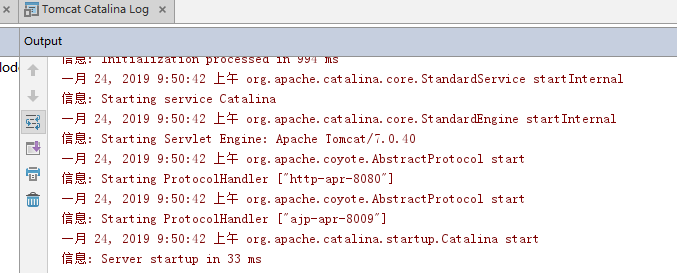 Tomcat Catalina Log
Output
信息: Initialization processed in 994 ms
一月 24, 2019 9:50:42 上午 org.apache.catalina.core.StandardService startInternal
信息: Starting service Catalina
一月 24, 2019 9:50:42 上午 org.apache.catalina.core.StandardEngine startInternal
信息: Starting Servlet Engine: Apache Tomcat/7.0.40
一月 24, 2019 9:50:42 上午 org.apache.coyote.AbstractProtocol start
信息: Starting ProtocolHandler ["http-apr-8080"]
一月 24, 2019 9:50:42 上午 org.apache.coyote.AbstractProtocol start
信息: Starting ProtocolHandler ["ajp-apr-8009"]
一月 24, 2019 9:50:42 上午 org.apache.catalina.startup.Catalina start
信息: Server startup in 33 ms